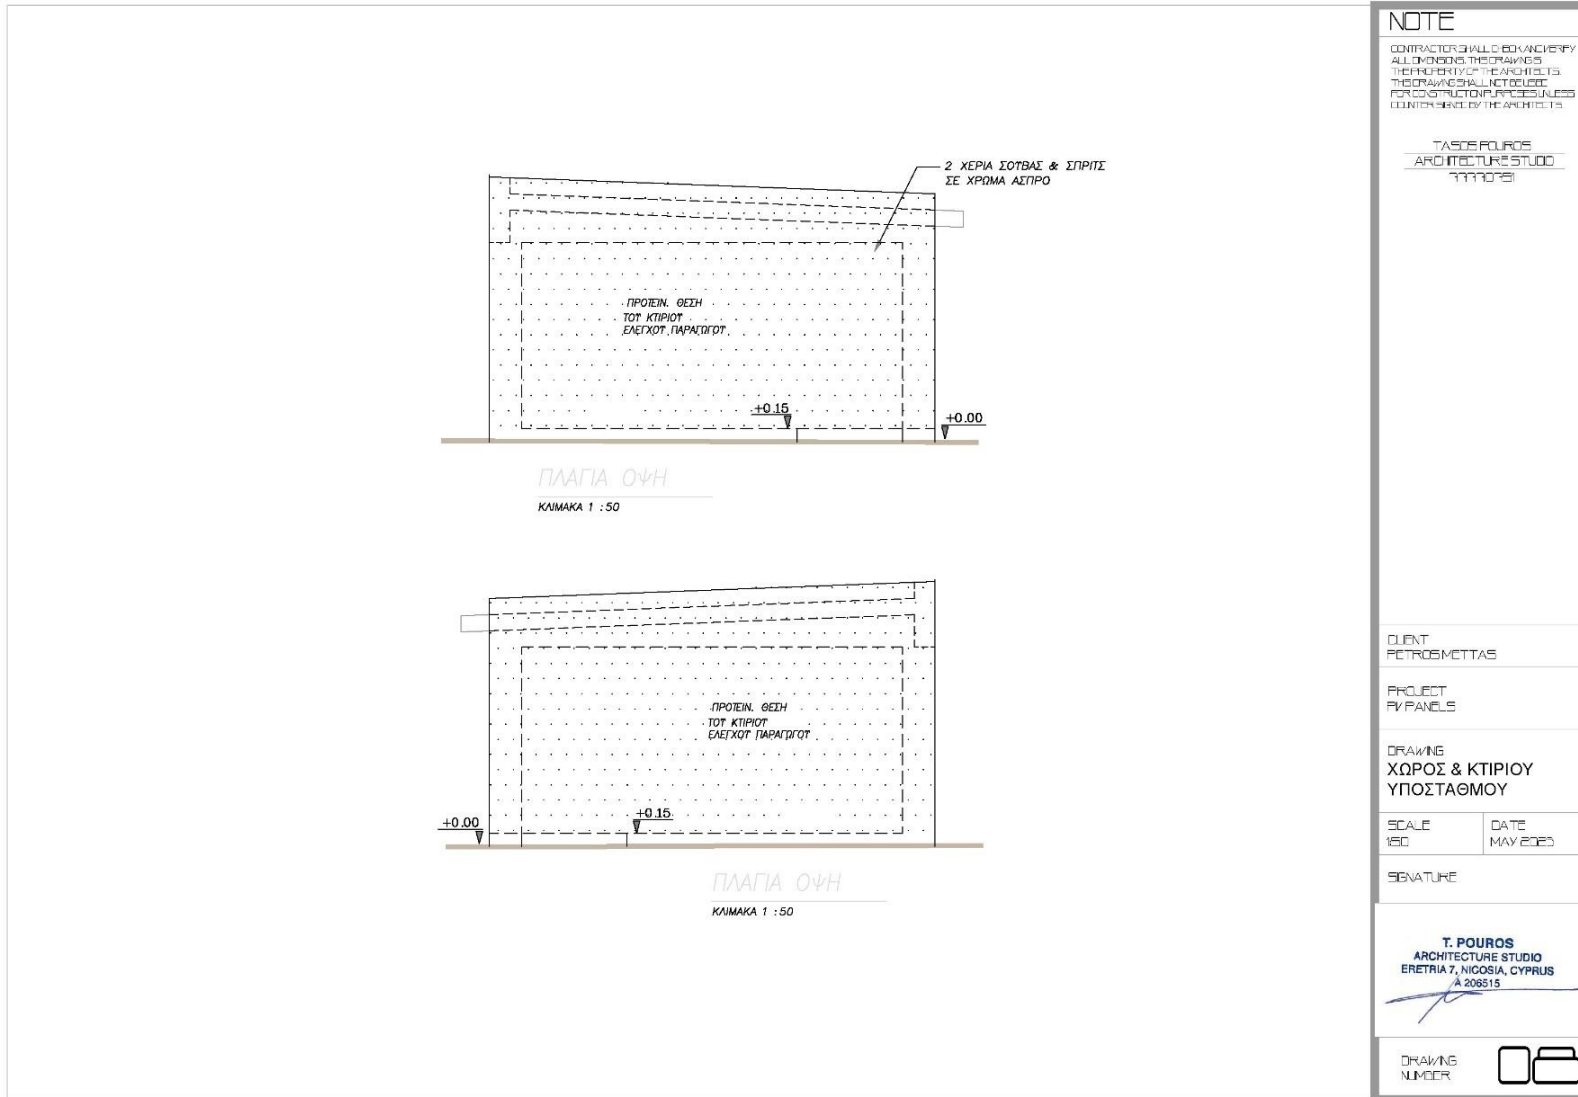 2 ΧΕΡΙΑ ΣΟΤΒΑΣ & ΣΠΡΙΤΣ
ΣΕ ΧΡΩΜΑ ΑΣΠΡΟ
ΠΡΟΤΕΙΝ. ΘΕΣΗ
ΤΟΤ ΚΤΙΡΙΟΤ
ΕΛΕΓΧΟΤ ΠΑΡΑΓΩΓΟΤ
+0.15
+0.00
ΠΛΑΓΙΑ ΟΨΗ
ΚΛΙΜΑΚΑ 1 :50
ΠΡΟΤΕΙΝ. ΘΕΣΗ
ΤΟΤ ΚΤΙΡΙΟΤ
ΕΛΕΓΧΟΤ ΠΑΡΑΓΩΓΟΤ
+0.00
+0.15
ΠΛΑΓΙΑ ΟΨΗ
ΚΛΙΜΑΚΑ 1 :50
NOTE
CONTRACTOR SHALL CHECK AND VERIFY
ALL DIMENSIONS. THIS DRAWING IS
THE PROPERTY OF THE ARCHITECTS.
THIS DRAWING SHALL NOT BE USED
FOR CONSTRUCTION PURPOSES UNLESS
COUNTER SIGNED BY THE ARCHITECTS
TASOS POUROS
ARCHITECTURE STUDIO
CLIENT
PETROS METTAS
PROJECT
PV PANELS
DRAWING
ΧΩΡΟΣ & ΚΤΙΡΙΟΥ
ΥΠΟΣΤΑΘΜΟΥ
SCALE
DATE
MAY
SIGNATURE
T. POUROS
ARCHITECTURE STUDIO
ERETRIA 7, NICOSIA, CYPRUS
A 206515
DRAWING
NUMBER